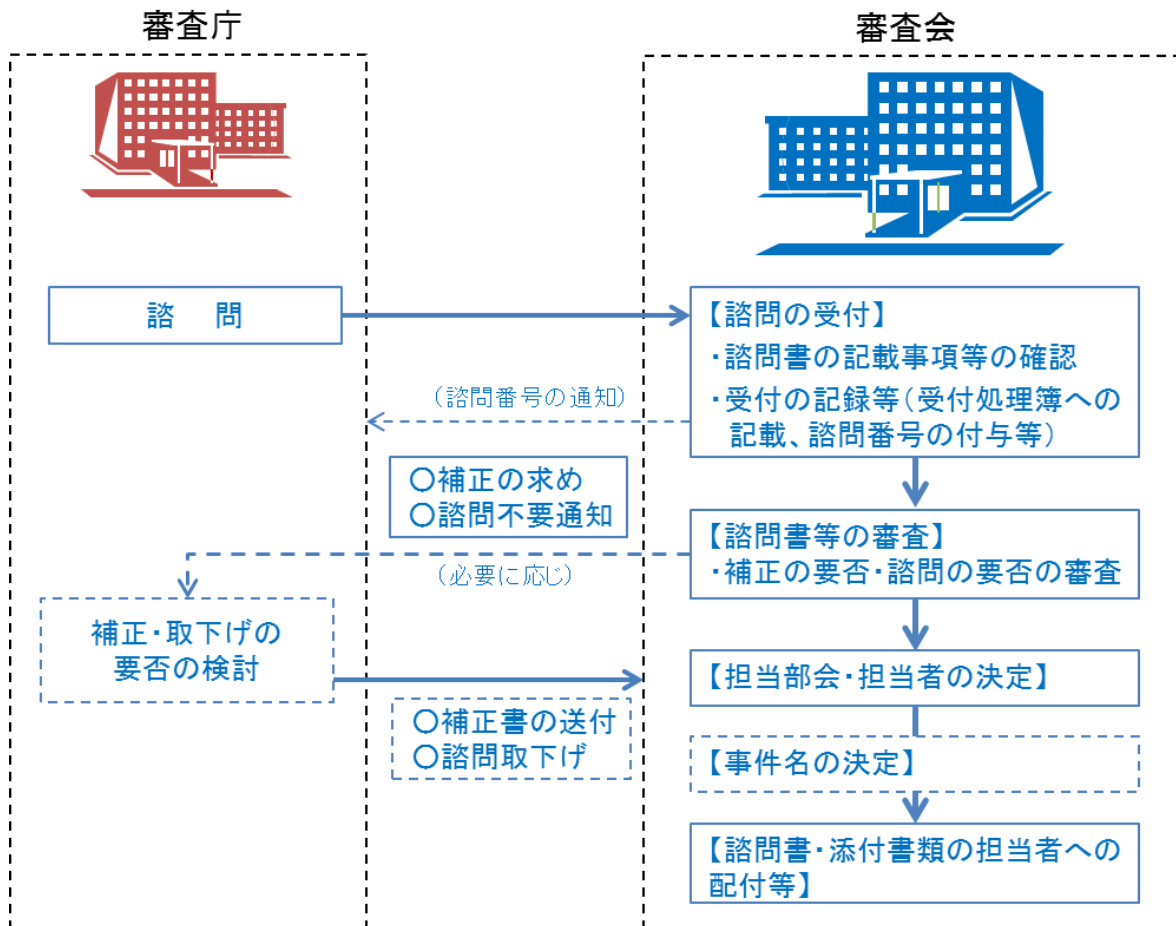 審査庁
審査会
諮 問
【諮問の受付】
・諮問書の記載事項等の確認
・受付の記録等(受付処理簿への
記載、諮問番号の付与等)
(諮問番号の通知)
○補正の求め
○諮問不要通知
【諮問書等の審査】
・補正の要否・諮問の要否の審査
(必要に応じ)
補正・取下げの
要否の検討
【担当部会・担当者の決定】
○補正書の送付
○諮問取下げ
【事件名の決定】
【諮問書・添付書類の担当者への
配付等】